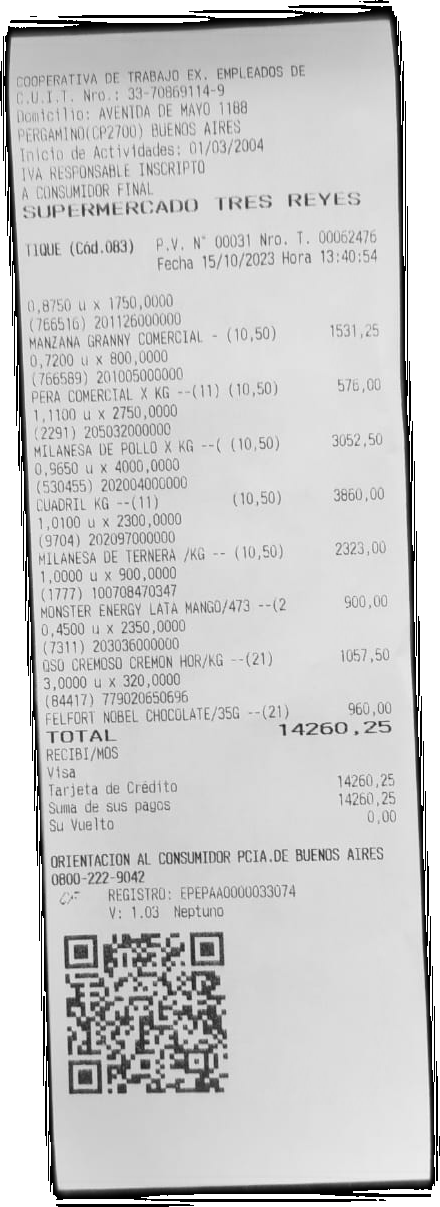 COOPERATIVA DE TRABAJO EX. EMPLEADOS DE
C.U.I.T. Nro.: 33-70869114-9
Domicilio: AVENIDA DE MAYO 1188
PERGAMINO(CP2700) BUENOS AIRES
Inicio de Actividades: 01/03/2004
IVA RESPONSABLE INSCRIPTO
A CONSUMIDOR FINAL
SUPERMERCADO TRES REYES
TIQUE (Cód.083) P.V. N° 00031 Nro. T. 00062476
Fecha 15/10/2023 Hora 13:40:54
0,8750 u x 1750,0000
(766516) 201126000000
MANZANA GRANNY COMERCIAL - (10,50) 1531,25
0,7200 u x 800,0000
(766589) 201005000000
PERA COMERCIAL X KG --(11) (10,50) 576,00
1,1100 u x 2750,0000
(2291) 205032000000
MILANESA DE POLLO X KG --( (10,50) 3052,50
0,9650 u x 4000,0000
(530455) 202004000000
CUADRIL KG --(11) (10,50) 3860,00
1,0100 u x 2300,0000
(9704) 202097000000
MILANESA DE TERNERA /KG -- (10,50) 2323,00
1,0000 u x 900,0000
(1777) 100708470347
MONSTER ENERGY LATA MANGO/473 --(2 900,00
0,4500 u x 2350,0000
(7311) 203036000000
QSO CREMOSO CREMON HOR/KG --(21) 1057,50
3,0000 u x 320,0000
(84417) 779020650696
FELFORT NOBEL CHOCOLATE/35G --(21) 960,00
TOTAL 14260,25
RECIBI/MOS
Visa
Tarjeta de Crédito 14260,25
Suma de sus pagos 14260,25
Su Vuelto 0,00
ORIENTACION AL CONSUMIDOR PCIA.DE BUENOS AIRES
0800-222-9042
CF REGISTRO: EPEPAA0000033074
V: 1.03 Neptuno